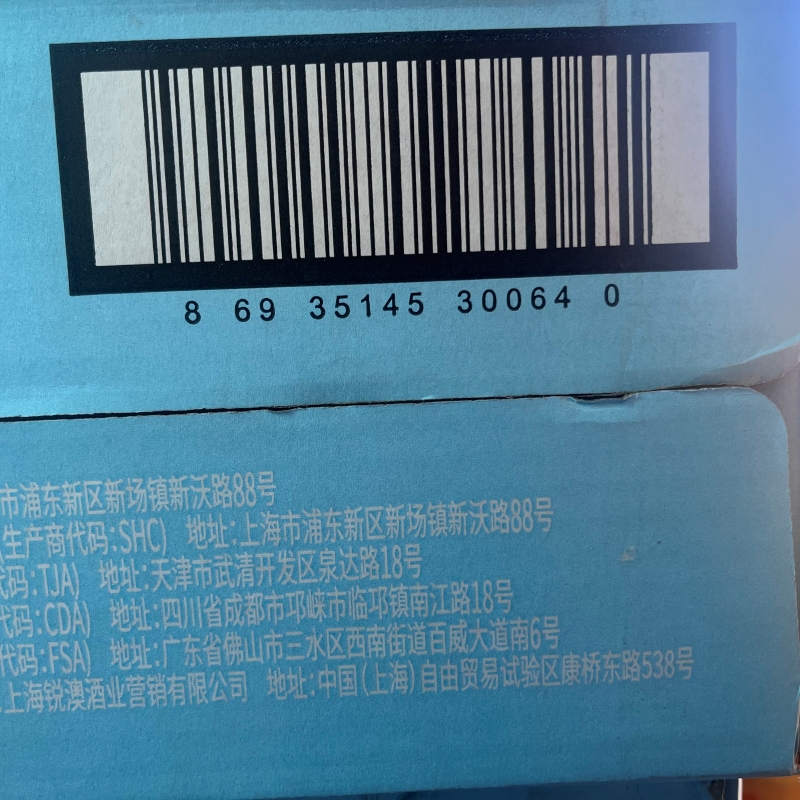 8 69 35145 30064 0
市浦东新区新场镇新沃路88号
(生产商代码:SHC) 地址:上海市浦东新区新场镇新沃路88号
代码:TJA) 地址:天津市武清开发区泉达路18号
代码:CDA) 地址:四川省成都市邛崃市临邛镇南江路18号
代码:FSA) 地址:广东省佛山市三水区西南街道百威大道南6号
上海锐澳酒业营销有限公司 地址:中国(上海)自由贸易试验区康桥东路538号